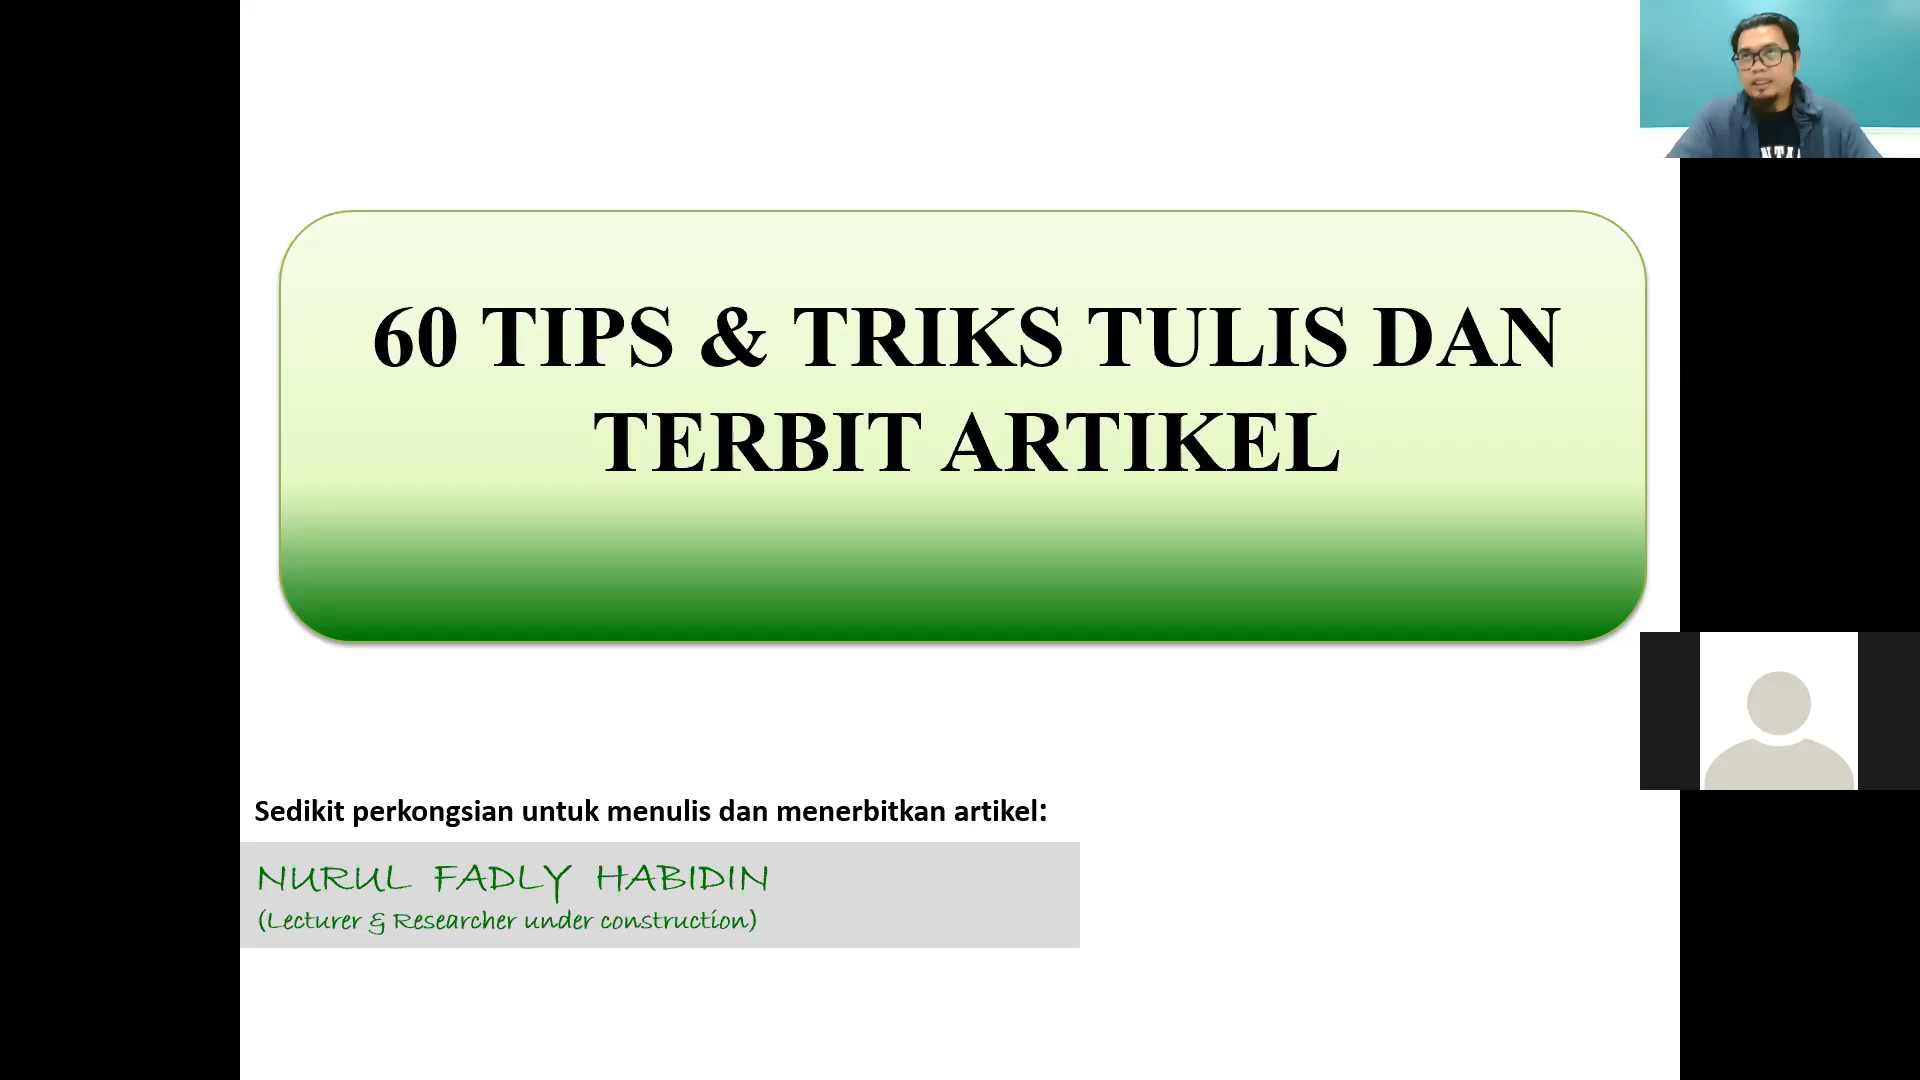 60 TIPS & TRIKS TULIS DAN
TERBIT ARTIKEL
Sedikit perkongsian untuk menulis dan menerbitkan artikel:
NURUL FADLY HABIDIN
(Lecturer & Researcher under construction)